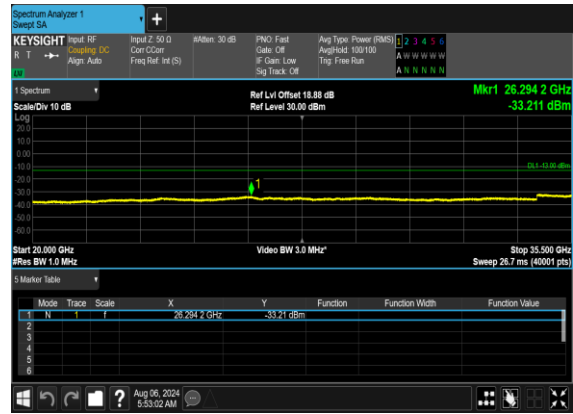 Spectrum Analyzer 1
Swept SA
KEYSIGHT Input: RF Input Z: 50 Ω #Atten: 30 dB PNO: Fast Avg Type: Power (RMS) 1 2 3 4 5 6
R T Coupling: DC Corr CCorr Gate: Off Avg|Hold: 100/100 A W W W W W
Align: Auto Freq Ref: Int (S) IF Gain: Low Trig: Free Run
Sig Track: Off A N N N N N
1 Spectrum Ref Lvl Offset 18.88 dB Mkr1 26.294 2 GHz
Scale/Div 10 dB Ref Level 30.00 dBm -33.211 dBm
Log
20.0
10.0
0.00
-10.0 DL1 -13.00 dBm
-20.0
-30.0 1
-40.0
-50.0
-60.0
Start 20.000 GHz Video BW 3.0 MHz* Stop 35.500 GHz
#Res BW 1.0 MHz Sweep 26.7 ms (40001 pts)
5 Marker Table
Mode Trace Scale X Y Function Function Width Function Value
1 N 1 f 26.294 2 GHz -33.21 dBm
2
3
4
5
6
? Aug 06, 2024
5:53:02 AM